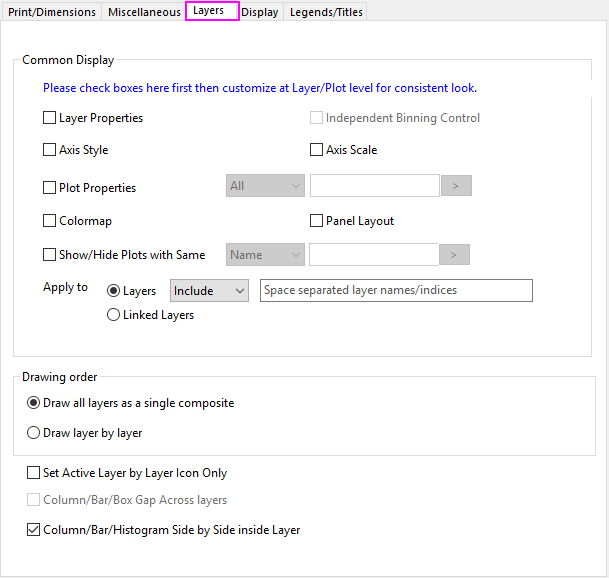 Print/Dimensions Miscellaneous Layers Display Legends/Titles
Common Display
Please check boxes here first then customize at Layer/Plot level for consistent look.
Layer Properties Independent Binning Control
Axis Style Axis Scale
Plot Properties All >
Colormap Panel Layout
Show/Hide Plots with Same Name >
Apply to Layers Include Space separated layer names/indices
Linked Layers
Drawing order
Draw all layers as a single composite
Draw layer by layer
Set Active Layer by Layer Icon Only
Column/Bar/Box Gap Across layers
Column/Bar/Histogram Side by Side inside Layer